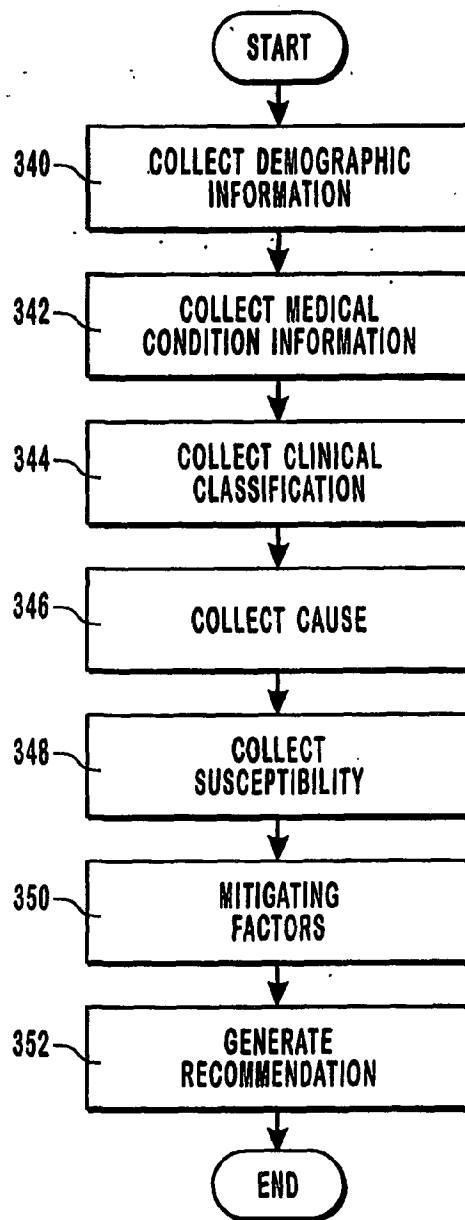 START
340
COLLECT DEMOGRAPHIC
INFORMATION
342
COLLECT MEDICAL
CONDITION INFORMATION
344
COLLECT CLINICAL
CLASSIFICATION
346
COLLECT CAUSE
348
COLLECT
SUSCEPTIBILITY
350
MITIGATING
FACTORS
352
GENERATE
RECOMMENDATION
END